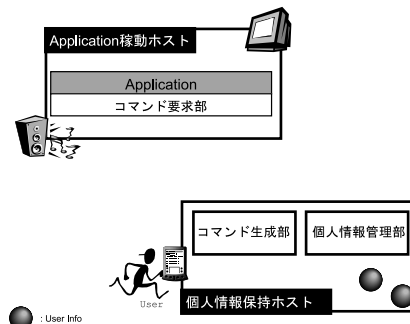 Application稼動ホスト
Application
コマンド要求部
コマンド生成部
個人情報管理部
User
個人情報保持ホスト
: User Info